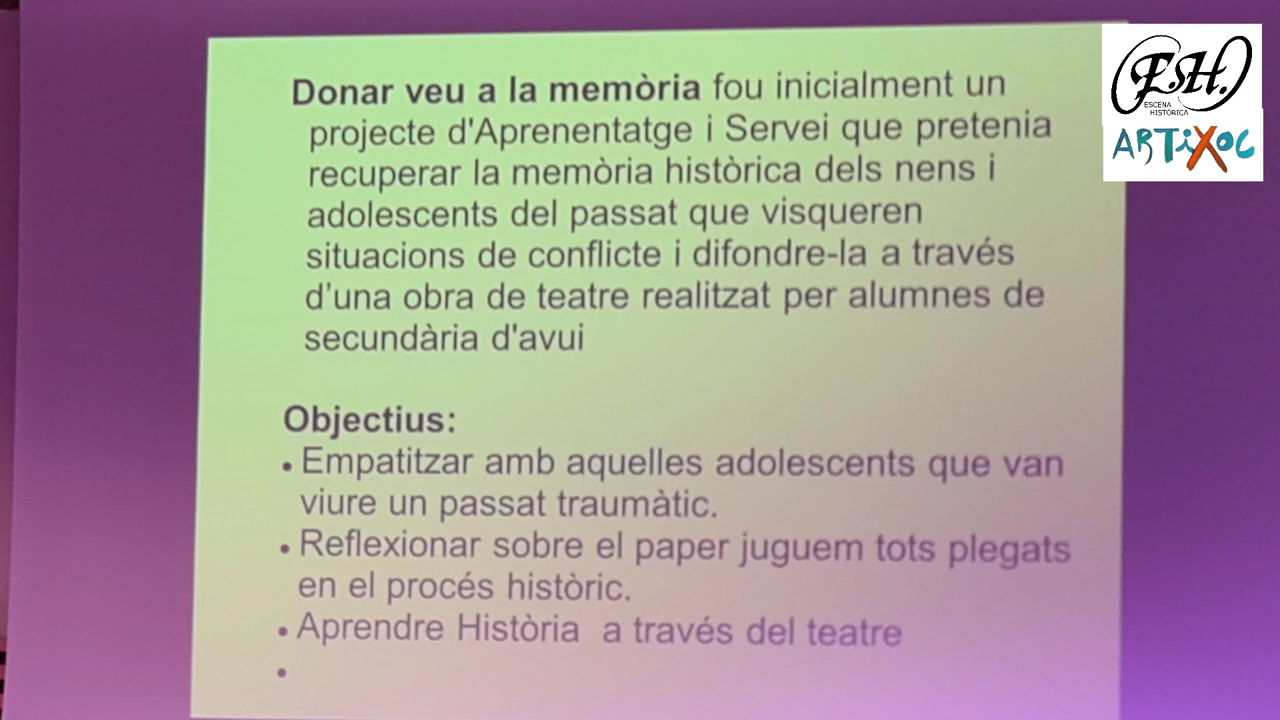 Donar veu a la memòria fou inicialment un
projecte d'Aprenentatge i Servei que pretenia
recuperar la memòria històrica dels nens i
adolescents del passat que visqueren
situacions de conflicte i difondre-la a través
d’una obra de teatre realitzat per alumnes de
secundària d'avui
Objectius:
• Empatitzar amb aquelles adolescents que van
viure un passat traumàtic.
• Reflexionar sobre el paper juguem tots plegats
en el procés històric.
• Aprendre Història a través del teatre
•
E.S.H.
ESCENA
HISTÒRICA
ARTiXOC